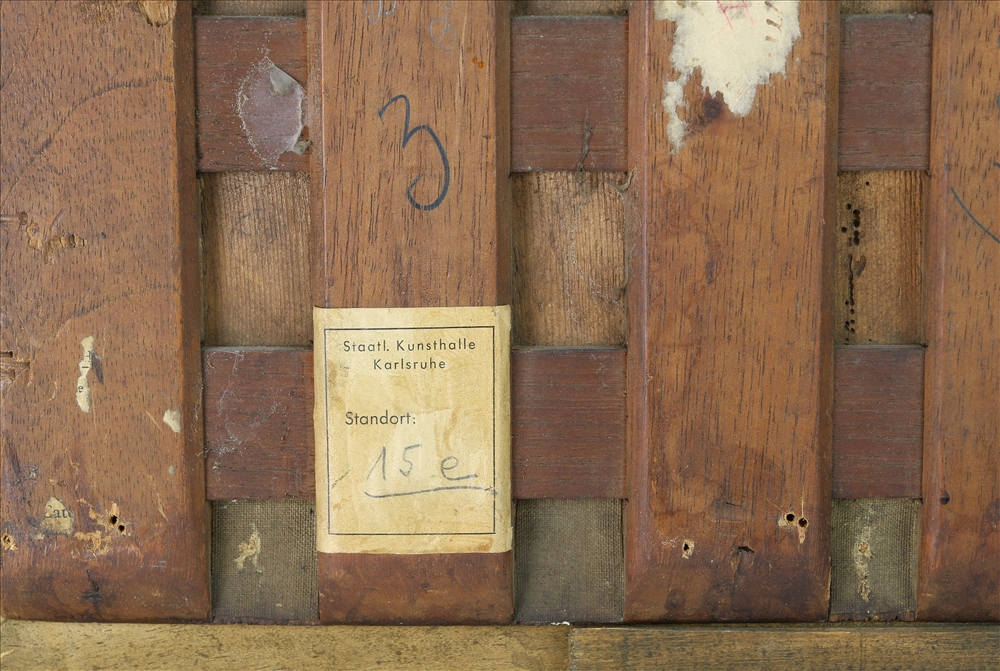 3
Staatl. Kunsthalle
Karlsruhe
Standort:
15 e